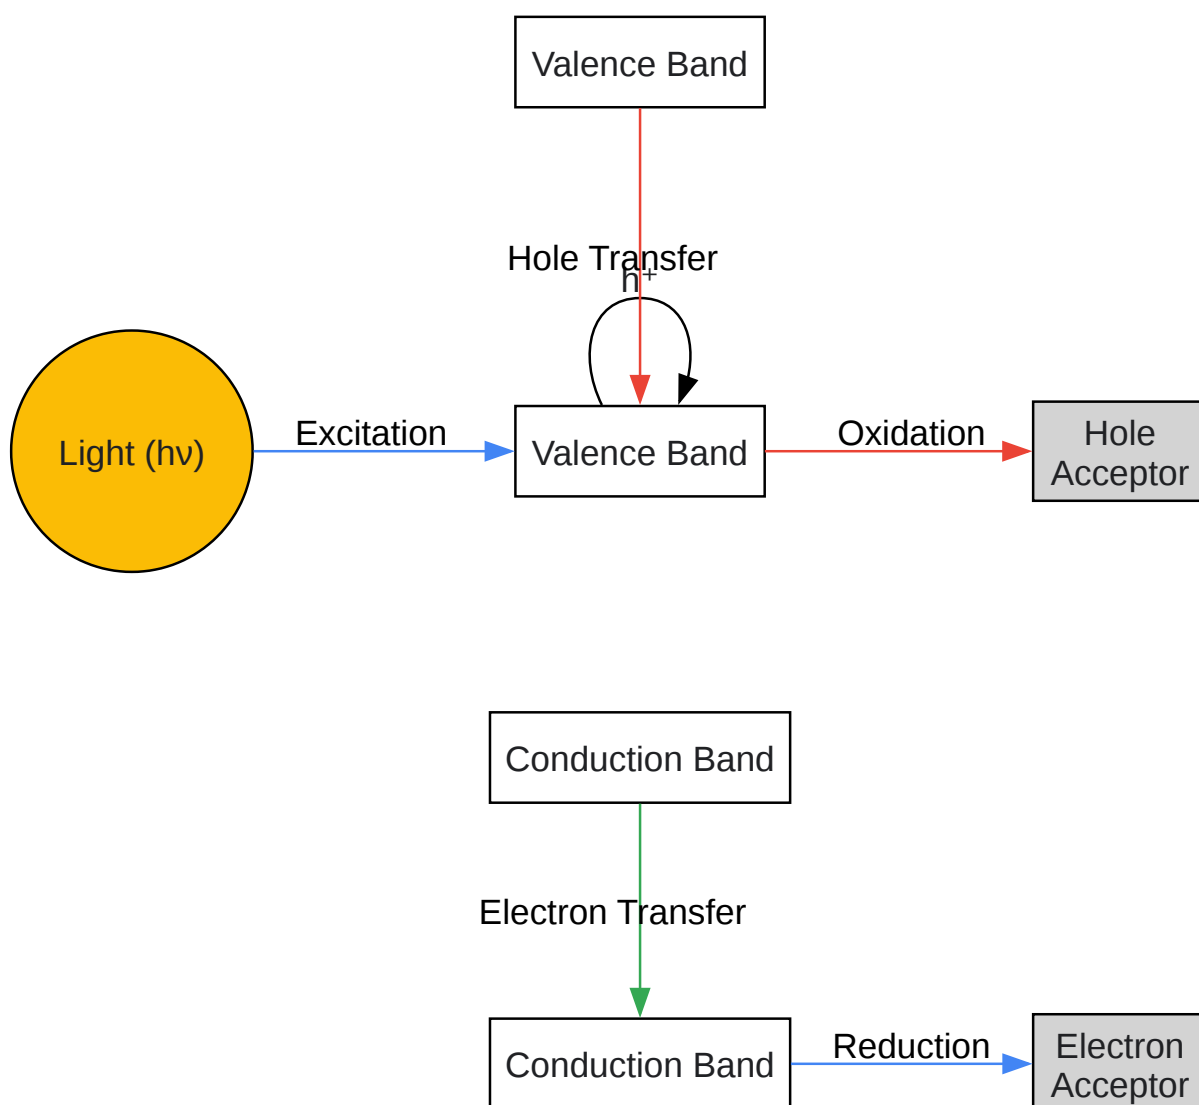 Valence Band
Hole Transfer
h⁺
Light (hν)
Excitation
Valence Band
Oxidation
Hole
Acceptor
Conduction Band
Electron Transfer
Conduction Band
Reduction
Electron
Acceptor